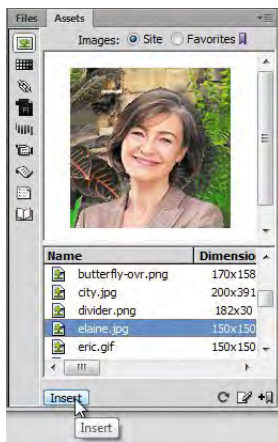 Files Assets
Images: Site Favorites
Name Dimensio
butterfly-ovr.png 170x158
city.jpg 200x391
divider.png 182x30
elaine.jpg 150x150
eric.gif 150x150
Insert
Insert